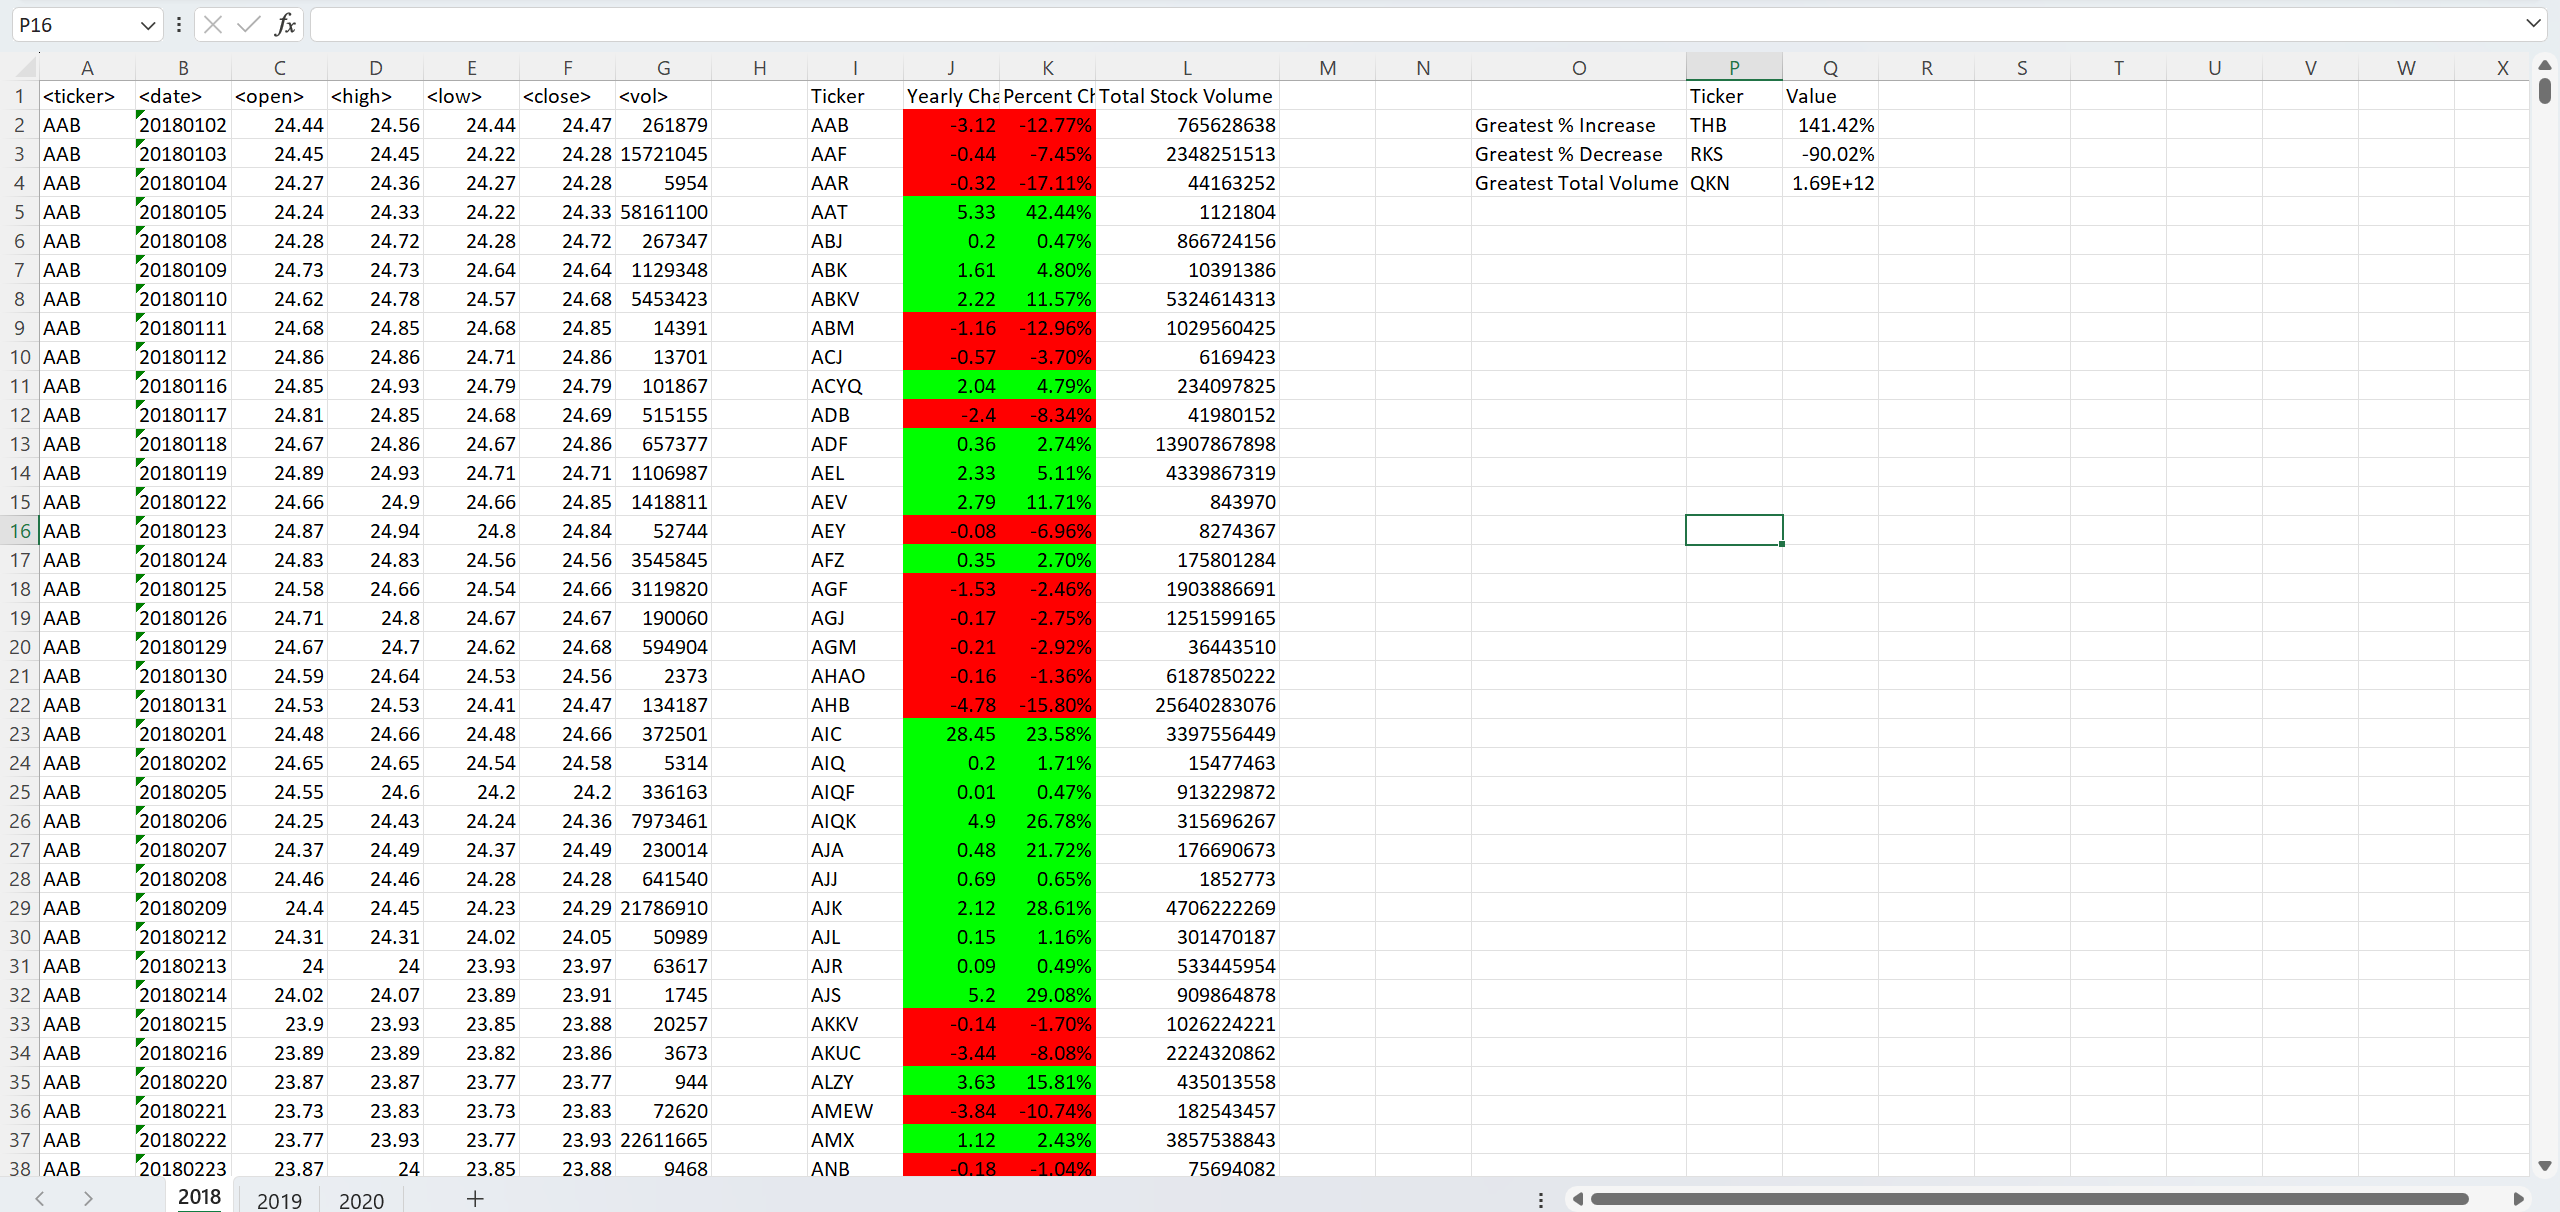 P16 fx
A B C D E F G H I J K L M N O P Q R S T U V W X
1 <ticker> <date> <open> <high> <low> <close> <vol> Ticker Yearly Cha Percent Ch Total Stock Volume Ticker Value
2 AAB 20180102 24.44 24.56 24.44 24.47 261879 AAB -3.12 -12.77% 765628638 Greatest % Increase THB 141.42%
3 AAB 20180103 24.45 24.45 24.22 24.28 15721045 AAF -0.44 -7.45% 2348251513 Greatest % Decrease RKS -90.02%
4 AAB 20180104 24.27 24.36 24.27 24.28 5954 AAR -0.32 -17.11% 44163252 Greatest Total Volume QKN 1.69E+12
5 AAB 20180105 24.24 24.33 24.22 24.33 58161100 AAT 5.33 42.44% 1121804
6 AAB 20180108 24.28 24.72 24.28 24.72 267347 ABJ 0.2 0.47% 866724156
7 AAB 20180109 24.73 24.73 24.64 24.64 1129348 ABK 1.61 4.80% 10391386
8 AAB 20180110 24.62 24.78 24.57 24.68 5453423 ABKV 2.22 11.57% 5324614313
9 AAB 20180111 24.68 24.85 24.68 24.85 14391 ABM -1.16 -12.96% 1029560425
10 AAB 20180112 24.86 24.86 24.71 24.86 13701 ACJ -0.57 -3.70% 6169423
11 AAB 20180116 24.85 24.93 24.79 24.79 101867 ACYQ 2.04 4.79% 234097825
12 AAB 20180117 24.81 24.85 24.68 24.69 515155 ADB -2.4 -8.34% 41980152
13 AAB 20180118 24.67 24.86 24.67 24.86 657377 ADF 0.36 2.74% 13907867898
14 AAB 20180119 24.89 24.93 24.71 24.71 1106987 AEL 2.33 5.11% 4339867319
15 AAB 20180122 24.66 24.9 24.66 24.85 1418811 AEV 2.79 11.71% 843970
16 AAB 20180123 24.87 24.94 24.8 24.84 52744 AEY -0.08 -6.96% 8274367
17 AAB 20180124 24.83 24.83 24.56 24.56 3545845 AFZ 0.35 2.70% 175801284
18 AAB 20180125 24.58 24.66 24.54 24.66 3119820 AGF -1.53 -2.46% 1903886691
19 AAB 20180126 24.71 24.8 24.67 24.67 190060 AGJ -0.17 -2.75% 1251599165
20 AAB 20180129 24.67 24.7 24.62 24.68 594904 AGM -0.21 -2.92% 36443510
21 AAB 20180130 24.59 24.64 24.53 24.56 2373 AHAO -0.16 -1.36% 6187850222
22 AAB 20180131 24.53 24.53 24.41 24.47 134187 AHB -4.78 -15.80% 25640283076
23 AAB 20180201 24.48 24.66 24.48 24.66 372501 AIC 28.45 23.58% 3397556449
24 AAB 20180202 24.65 24.65 24.54 24.58 5314 AIQ 0.2 1.71% 15477463
25 AAB 20180205 24.55 24.6 24.2 24.2 336163 AIQF 0.01 0.47% 913229872
26 AAB 20180206 24.25 24.43 24.24 24.36 7973461 AIQK 4.9 26.78% 315696267
27 AAB 20180207 24.37 24.49 24.37 24.49 230014 AJA 0.48 21.72% 176690673
28 AAB 20180208 24.46 24.46 24.28 24.28 641540 AJJ 0.69 0.65% 1852773
29 AAB 20180209 24.4 24.45 24.23 24.29 21786910 AJK 2.12 28.61% 4706222269
30 AAB 20180212 24.31 24.31 24.02 24.05 50989 AJL 0.15 1.16% 301470187
31 AAB 20180213 24 24 23.93 23.97 63617 AJR 0.09 0.49% 533445954
32 AAB 20180214 24.02 24.07 23.89 23.91 1745 AJS 5.2 29.08% 909864878
33 AAB 20180215 23.9 23.93 23.85 23.88 20257 AKKV -0.14 -1.70% 1026224221
34 AAB 20180216 23.89 23.89 23.82 23.86 3673 AKUC -3.44 -8.08% 2224320862
35 AAB 20180220 23.87 23.87 23.77 23.77 944 ALZY 3.63 15.81% 435013558
36 AAB 20180221 23.73 23.83 23.73 23.83 72620 AMEW -3.84 -10.74% 182543457
37 AAB 20180222 23.77 23.93 23.77 23.93 22611665 AMX 1.12 2.43% 3857538843
38 AAB 20180223 23.87 24 23.85 23.88 9468 ANB -0.18 -1.04% 75694082
2018 2019 2020